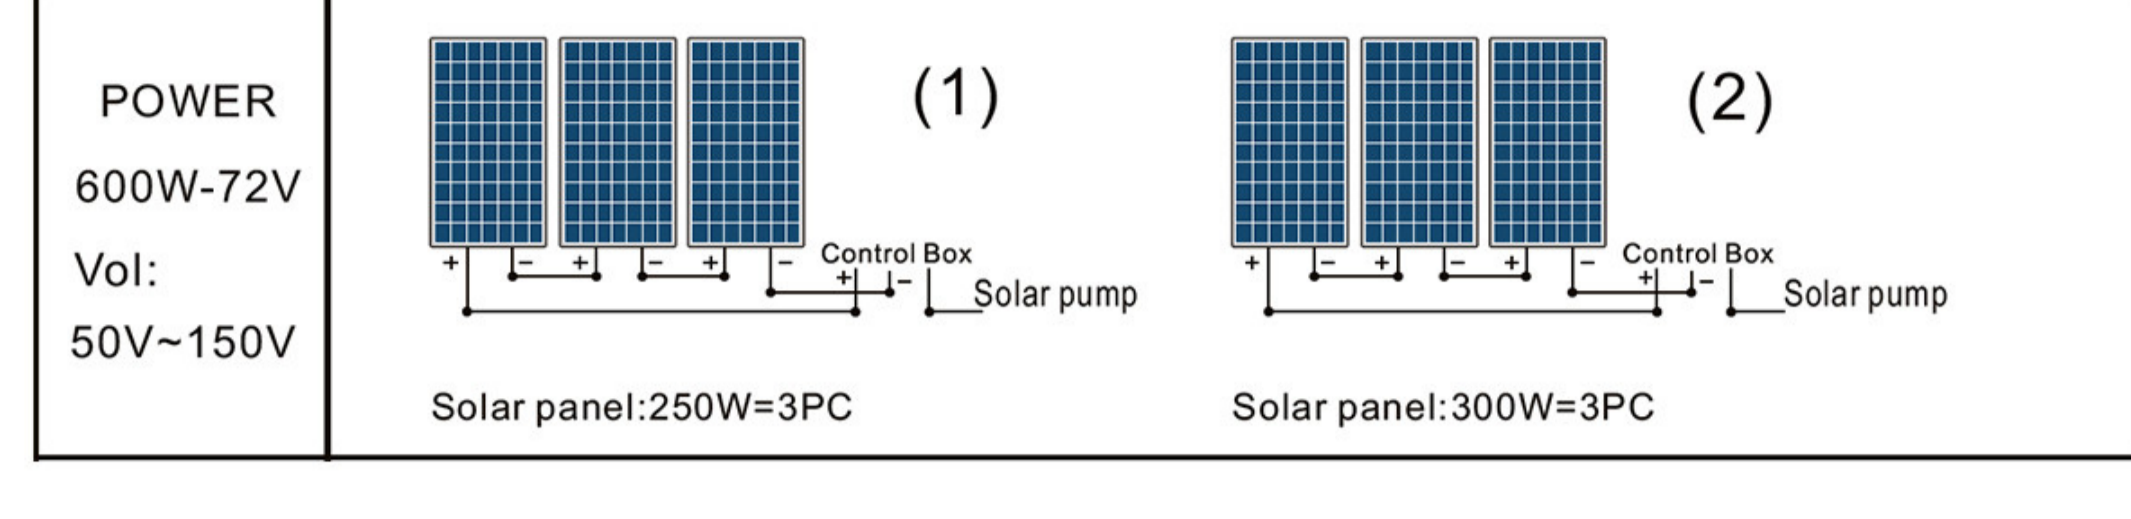 POWER
600W-72V
Vol:
50V~150V
(1)
+ − + − + −
Control Box
+ −
Solar pump
Solar panel:250W=3PC
(2)
+ − + − + −
Control Box
+ −
Solar pump
Solar panel:300W=3PC